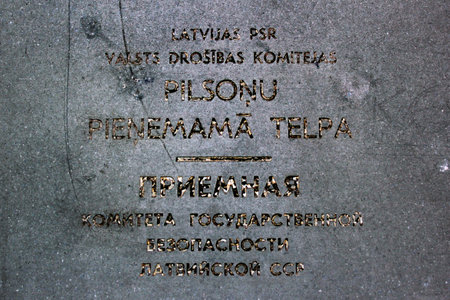 LATVIJAS PSR
VALSTS DROŠĪBAS KOMITEJAS
PILSOŅU
PIEŅEMAMĀ TELPA
ПРИЕМНАЯ
КОМИТЕТА ГОСУДАРСТВЕННОЙ
БЕЗОПАСНОСТИ
ЛАТВИЙСКОЙ ССР